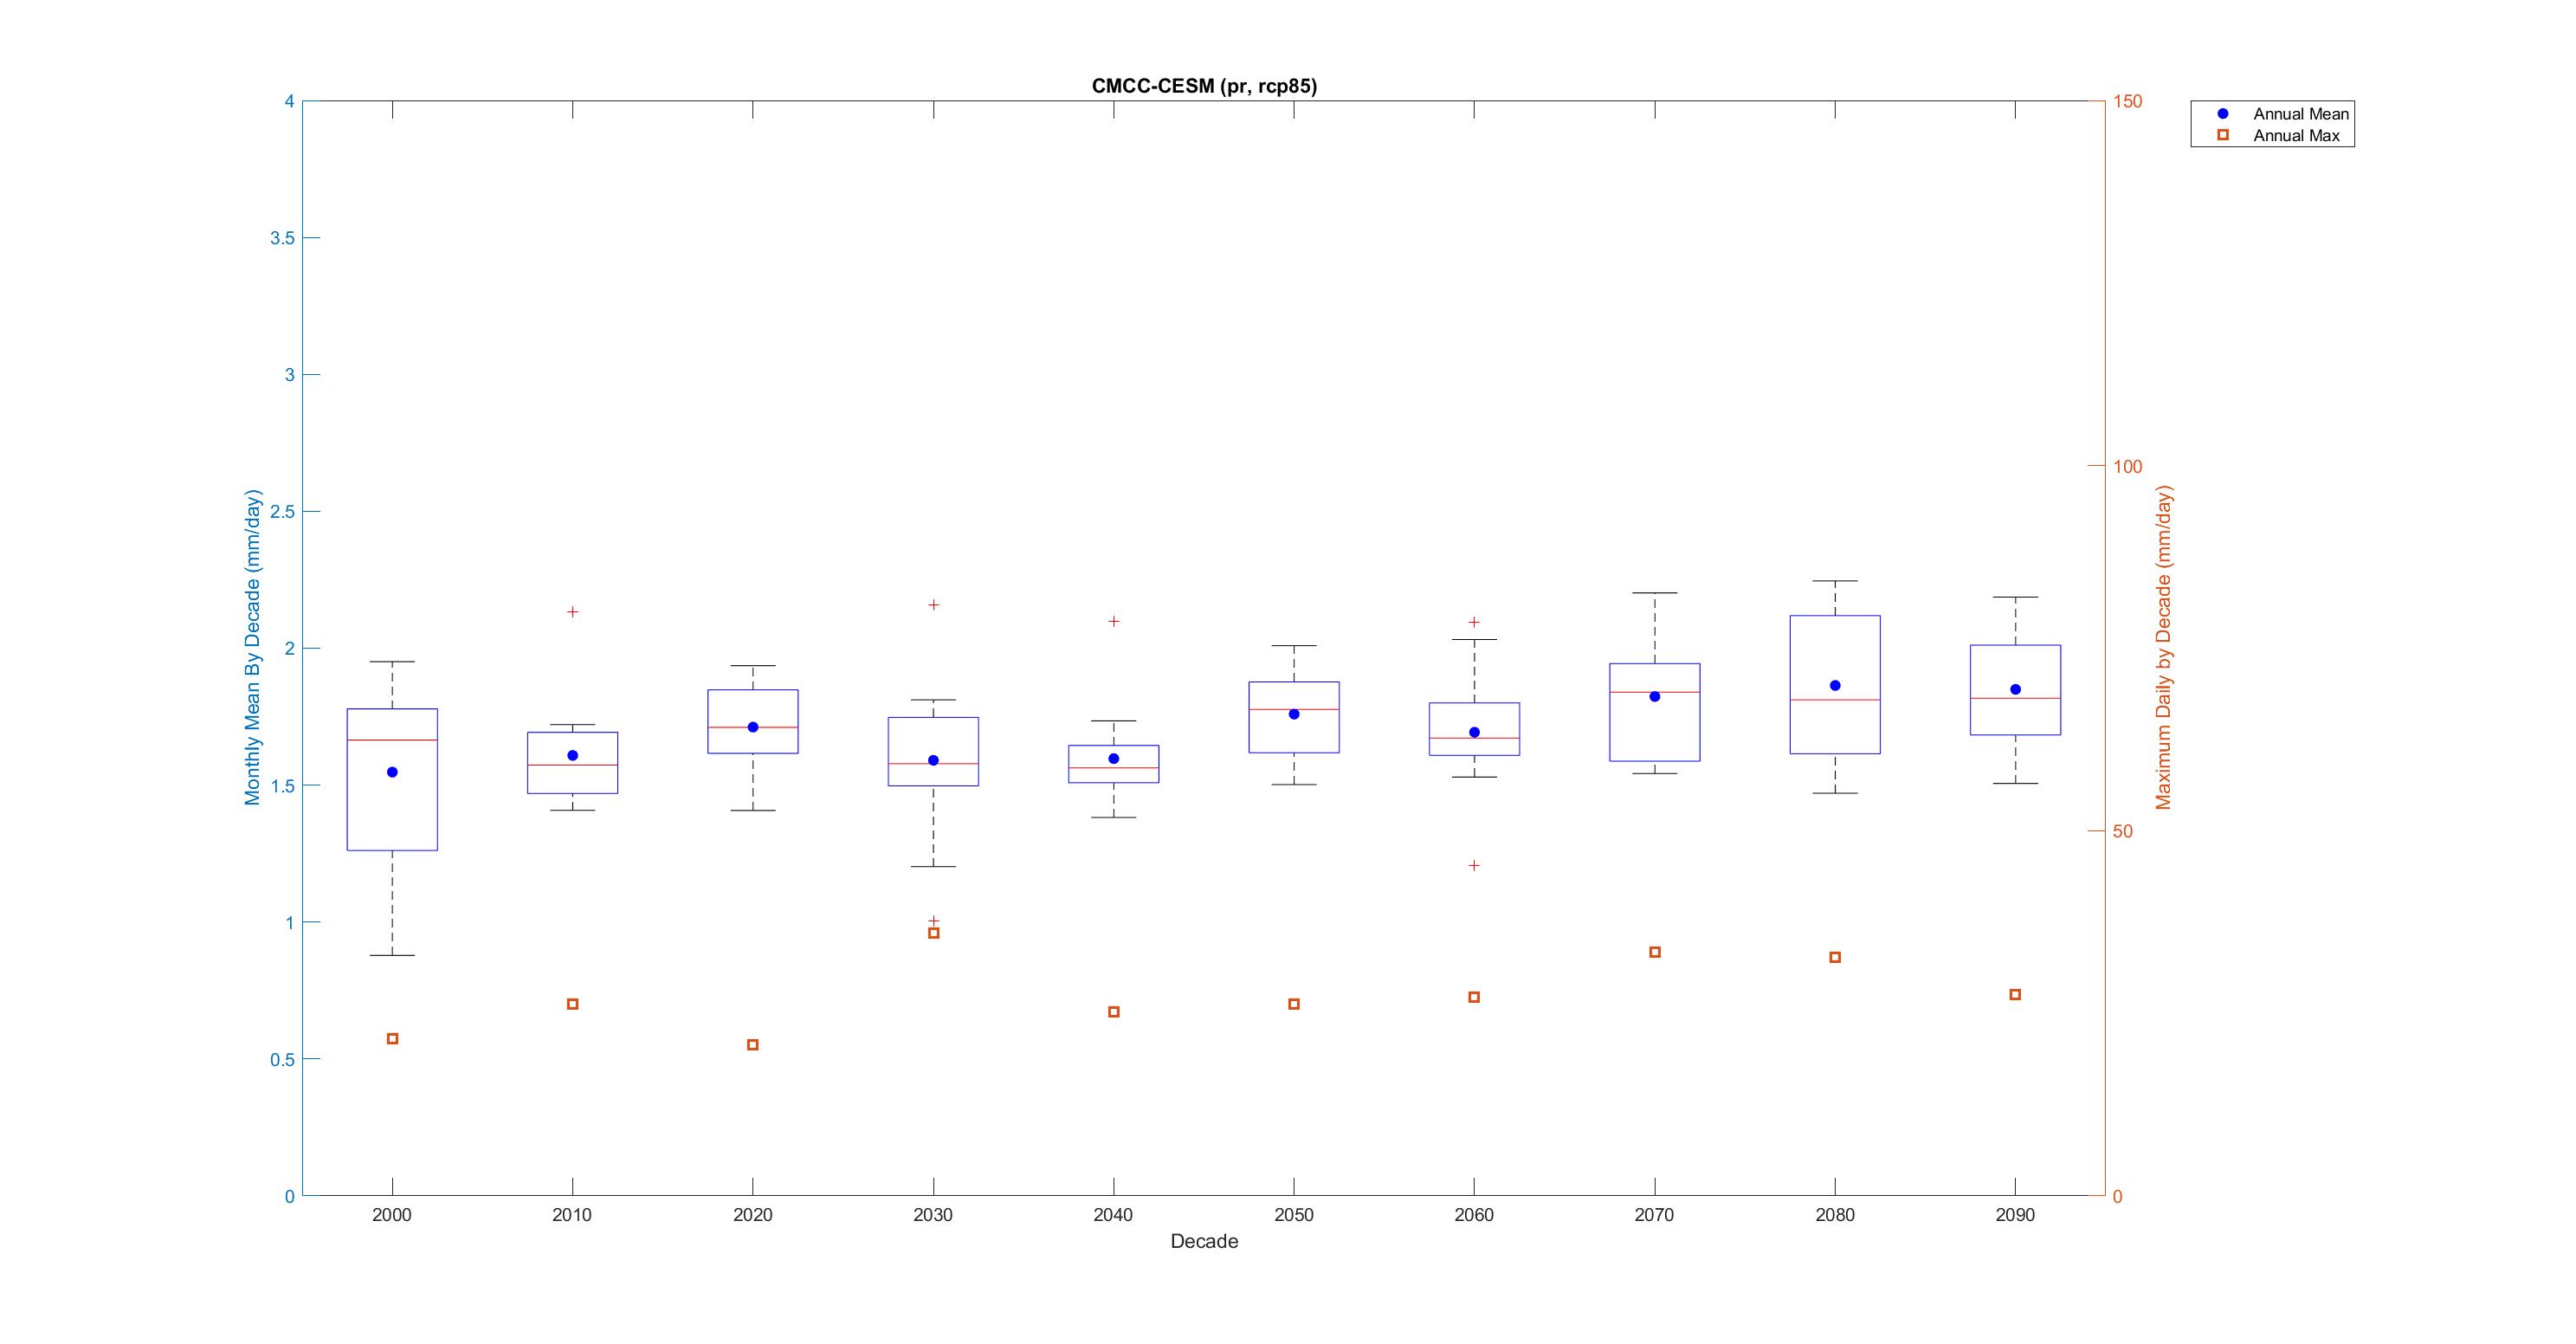 CMCC-CESM (pr, rcp85)
Annual Mean
Annual Max
Monthly Mean By Decade (mm/day)
4
3.5
3
2.5
2
1.5
1
0.5
0
150
100
50
0
Maximum Daily by Decade (mm/day)
2000 2010 2020 2030 2040 2050 2060 2070 2080 2090
Decade